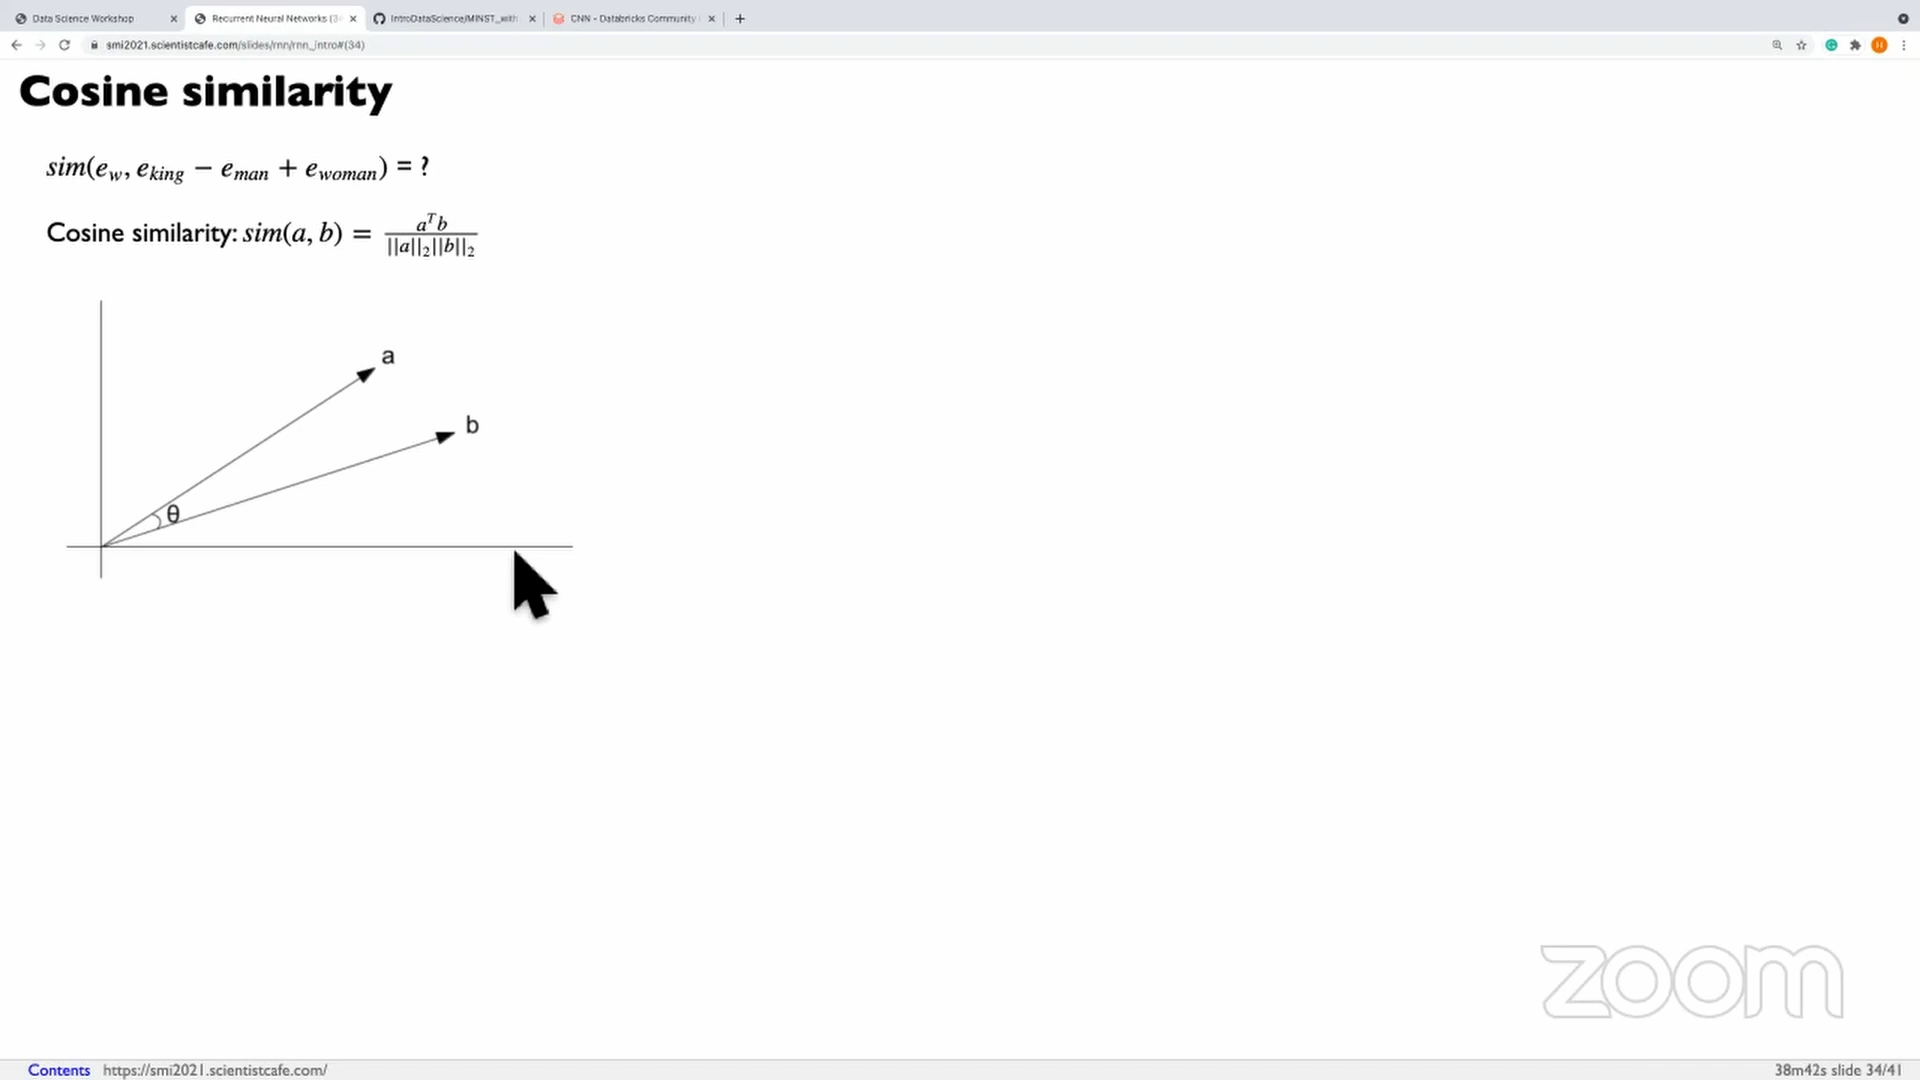 Data Science Workshop
Recurrent Neural Networks (3
IntroDataScience/MINST_with
CNN - Databricks Community
smi2021.scientistcafe.com/slides/rnn/rnn_intro#(34)
H
Cosine similarity
sim(e_w, e_king − e_man + e_woman) = ?
Cosine similarity: sim(a, b) = a^T b / ||a||_2||b||_2
a
b
θ
zoom
Contents https://smi2021.scientistcafe.com/
38m42s slide 34/41